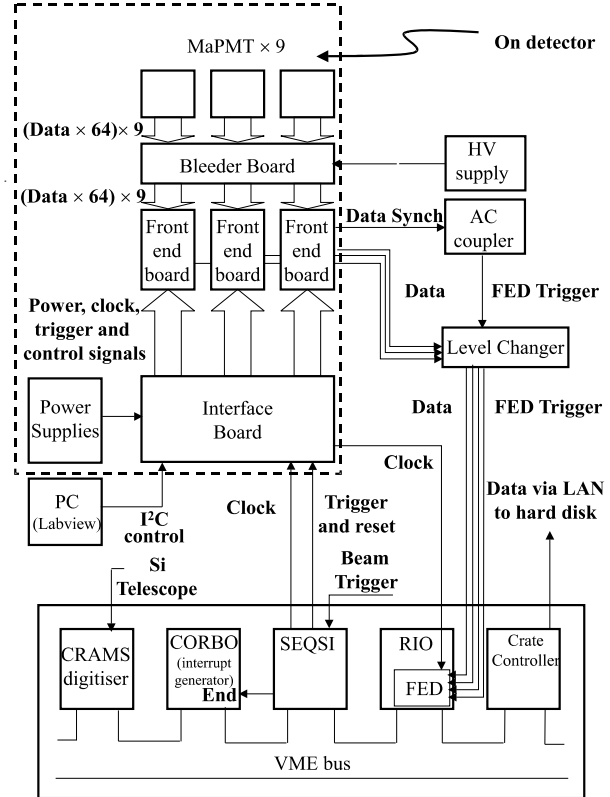 MaPMT × 9
On detector
(Data × 64)× 9
Bleeder Board
HV
supply
(Data × 64) × 9
Front
end
board
Front
end
board
Front
end
board
Data Synch
AC
coupler
Power, clock,
trigger and
control signals
Data
FED Trigger
Level Changer
Power
Supplies
Interface
Board
Data
FED Trigger
Clock
PC
(Labview)
I²C
control
Clock
Trigger
and reset
Data via LAN
to hard disk
Si
Telescope
Beam
Trigger
CRAMS
digitiser
CORBO
(interrupt
generator)
End
SEQSI
RIO
FED
Crate
Controller
VME bus